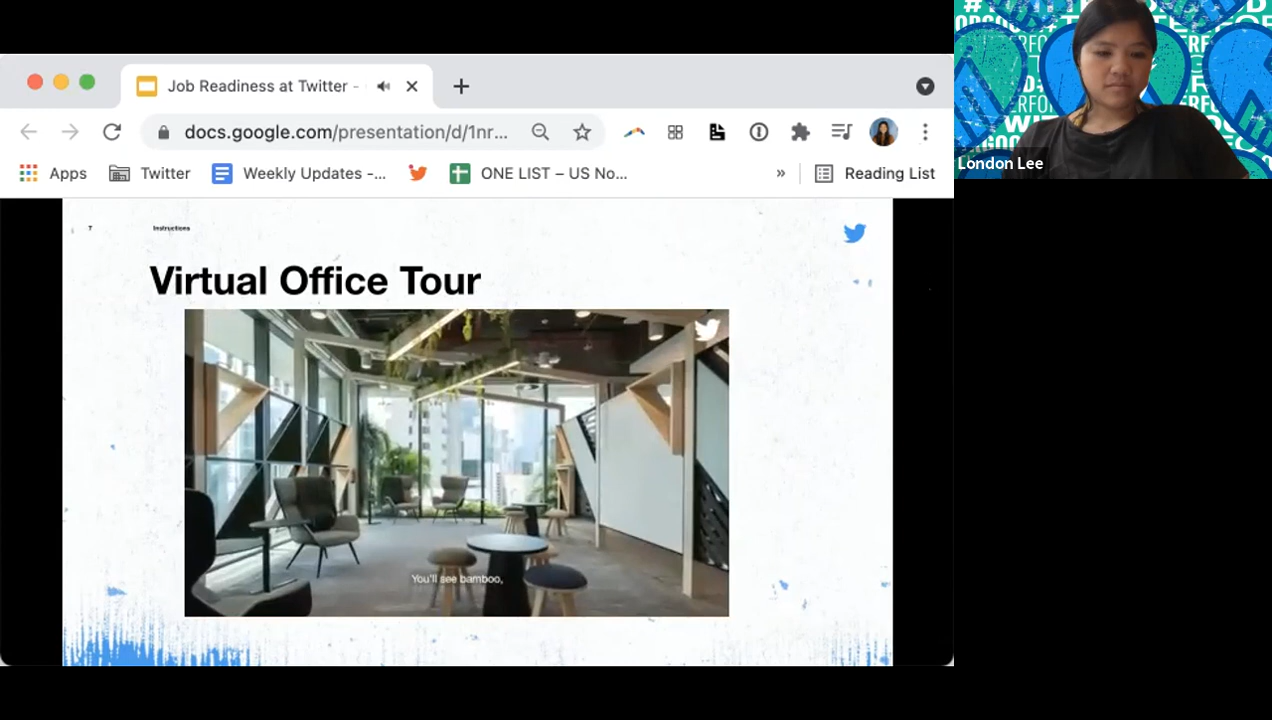 Job Readiness at Twitter -
docs.google.com/presentation/d/1nr...
Apps
Twitter
Weekly Updates -...
ONE LIST – US No...
»
Reading List
7
Instructions
Virtual Office Tour
You'll see bamboo,
London Lee